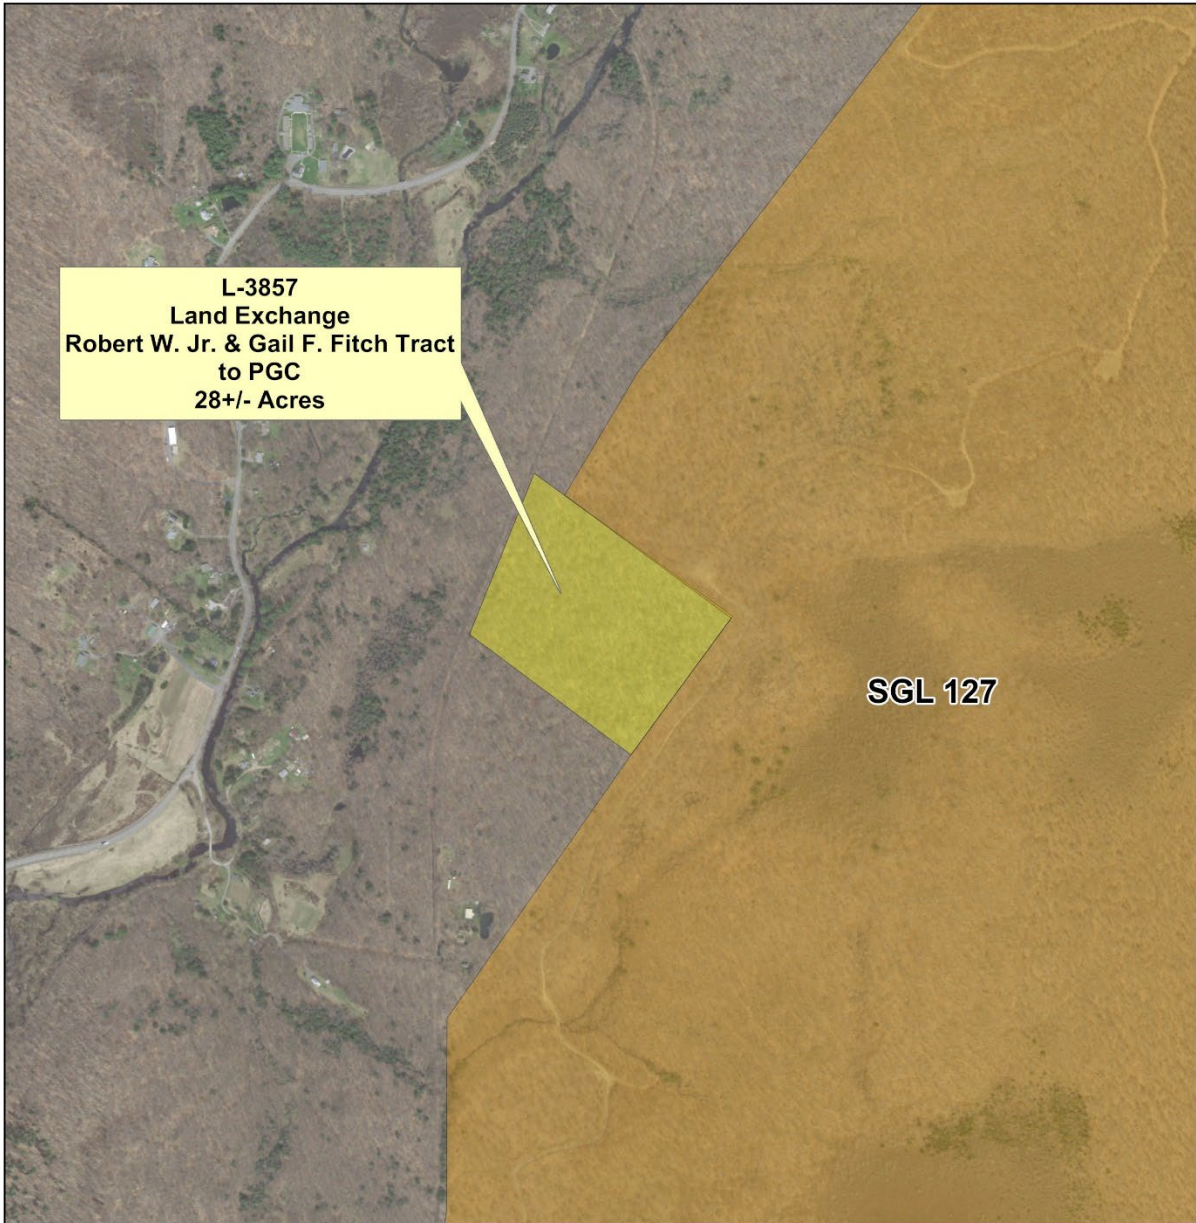 L-3857
Land Exchange
Robert W. Jr. & Gail F. Fitch Tract
to PGC
28+/- Acres
SGL 127